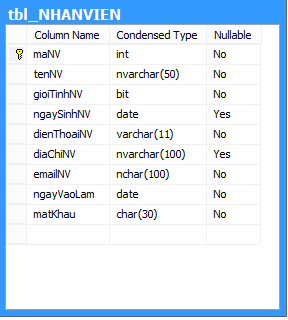 tbl_NHANVIEN
Column Name Condensed Type Nullable
maNV int No
tenNV nvarchar(50) No
gioiTinhNV bit No
ngaySinhNV date Yes
dienThoaiNV varchar(11) No
diaChiNV nvarchar(100) Yes
emailNV nchar(100) No
ngayVaoLam date No
matKhau char(30) No